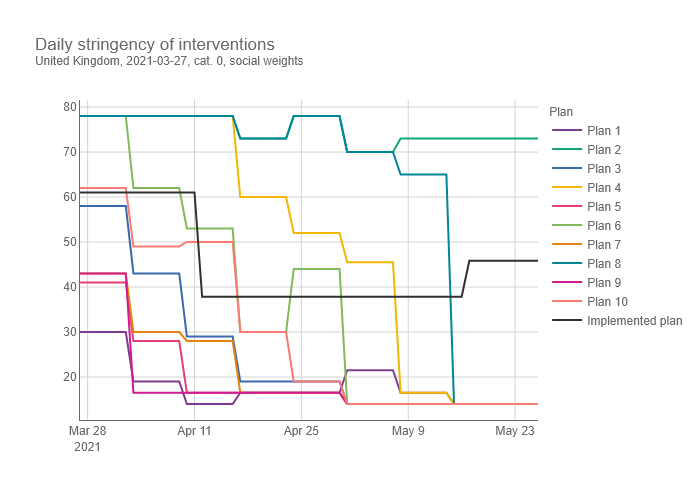 Daily stringency of interventions
United Kingdom, 2021-03-27, cat. 0, social weights
80
70
60
50
40
30
20
Mar 28
2021
Apr 11
Apr 25
May 9
May 23
Plan
Plan 1
Plan 2
Plan 3
Plan 4
Plan 5
Plan 6
Plan 7
Plan 8
Plan 9
Plan 10
Implemented plan